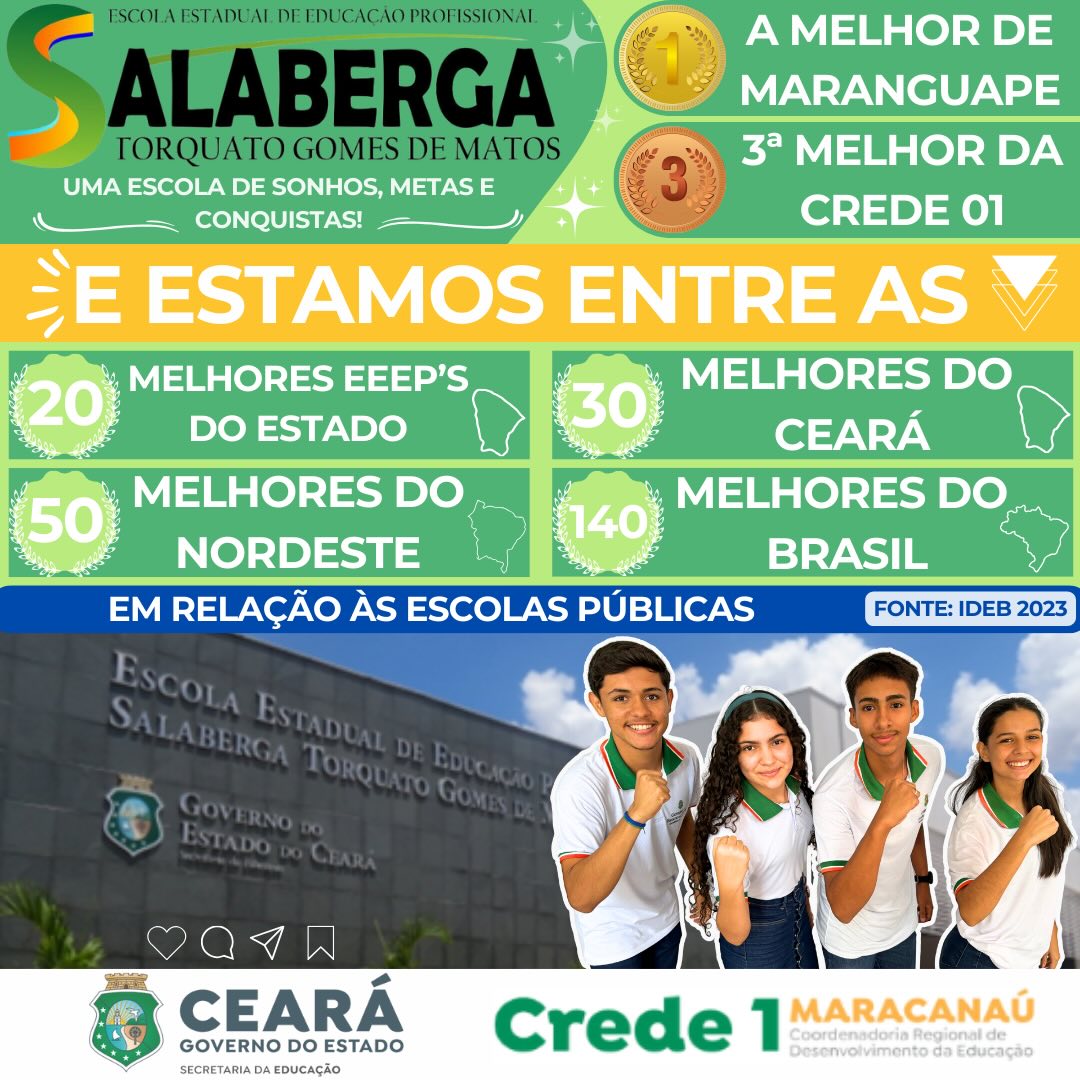 ESCOLA ESTADUAL DE EDUCAÇÃO PROFISSIONAL
SALABERGA
TORQUATO GOMES DE MATOS
UMA ESCOLA DE SONHOS, METAS E
CONQUISTAS!
1
A MELHOR DE
MARANGUAPE
3
3ª MELHOR DA
CREDE 01
E ESTAMOS ENTRE AS
20
MELHORES EEEP'S
DO ESTADO
30
MELHORES DO
CEARÁ
50
MELHORES DO
NORDESTE
140
MELHORES DO
BRASIL
EM RELAÇÃO ÀS ESCOLAS PÚBLICAS
FONTE: IDEB 2023
ESCOLA ESTADUAL DE EDUCAÇÃO
SALABERGA TORQUATO GOMES DE
GOVERNO DO
ESTADO DO CEARÁ
CEARÁ
GOVERNO DO ESTADO
SECRETARIA DA EDUCAÇÃO
Crede 1
MARACANAÚ
Coordenadoria Regional de
Desenvolvimento da Educação